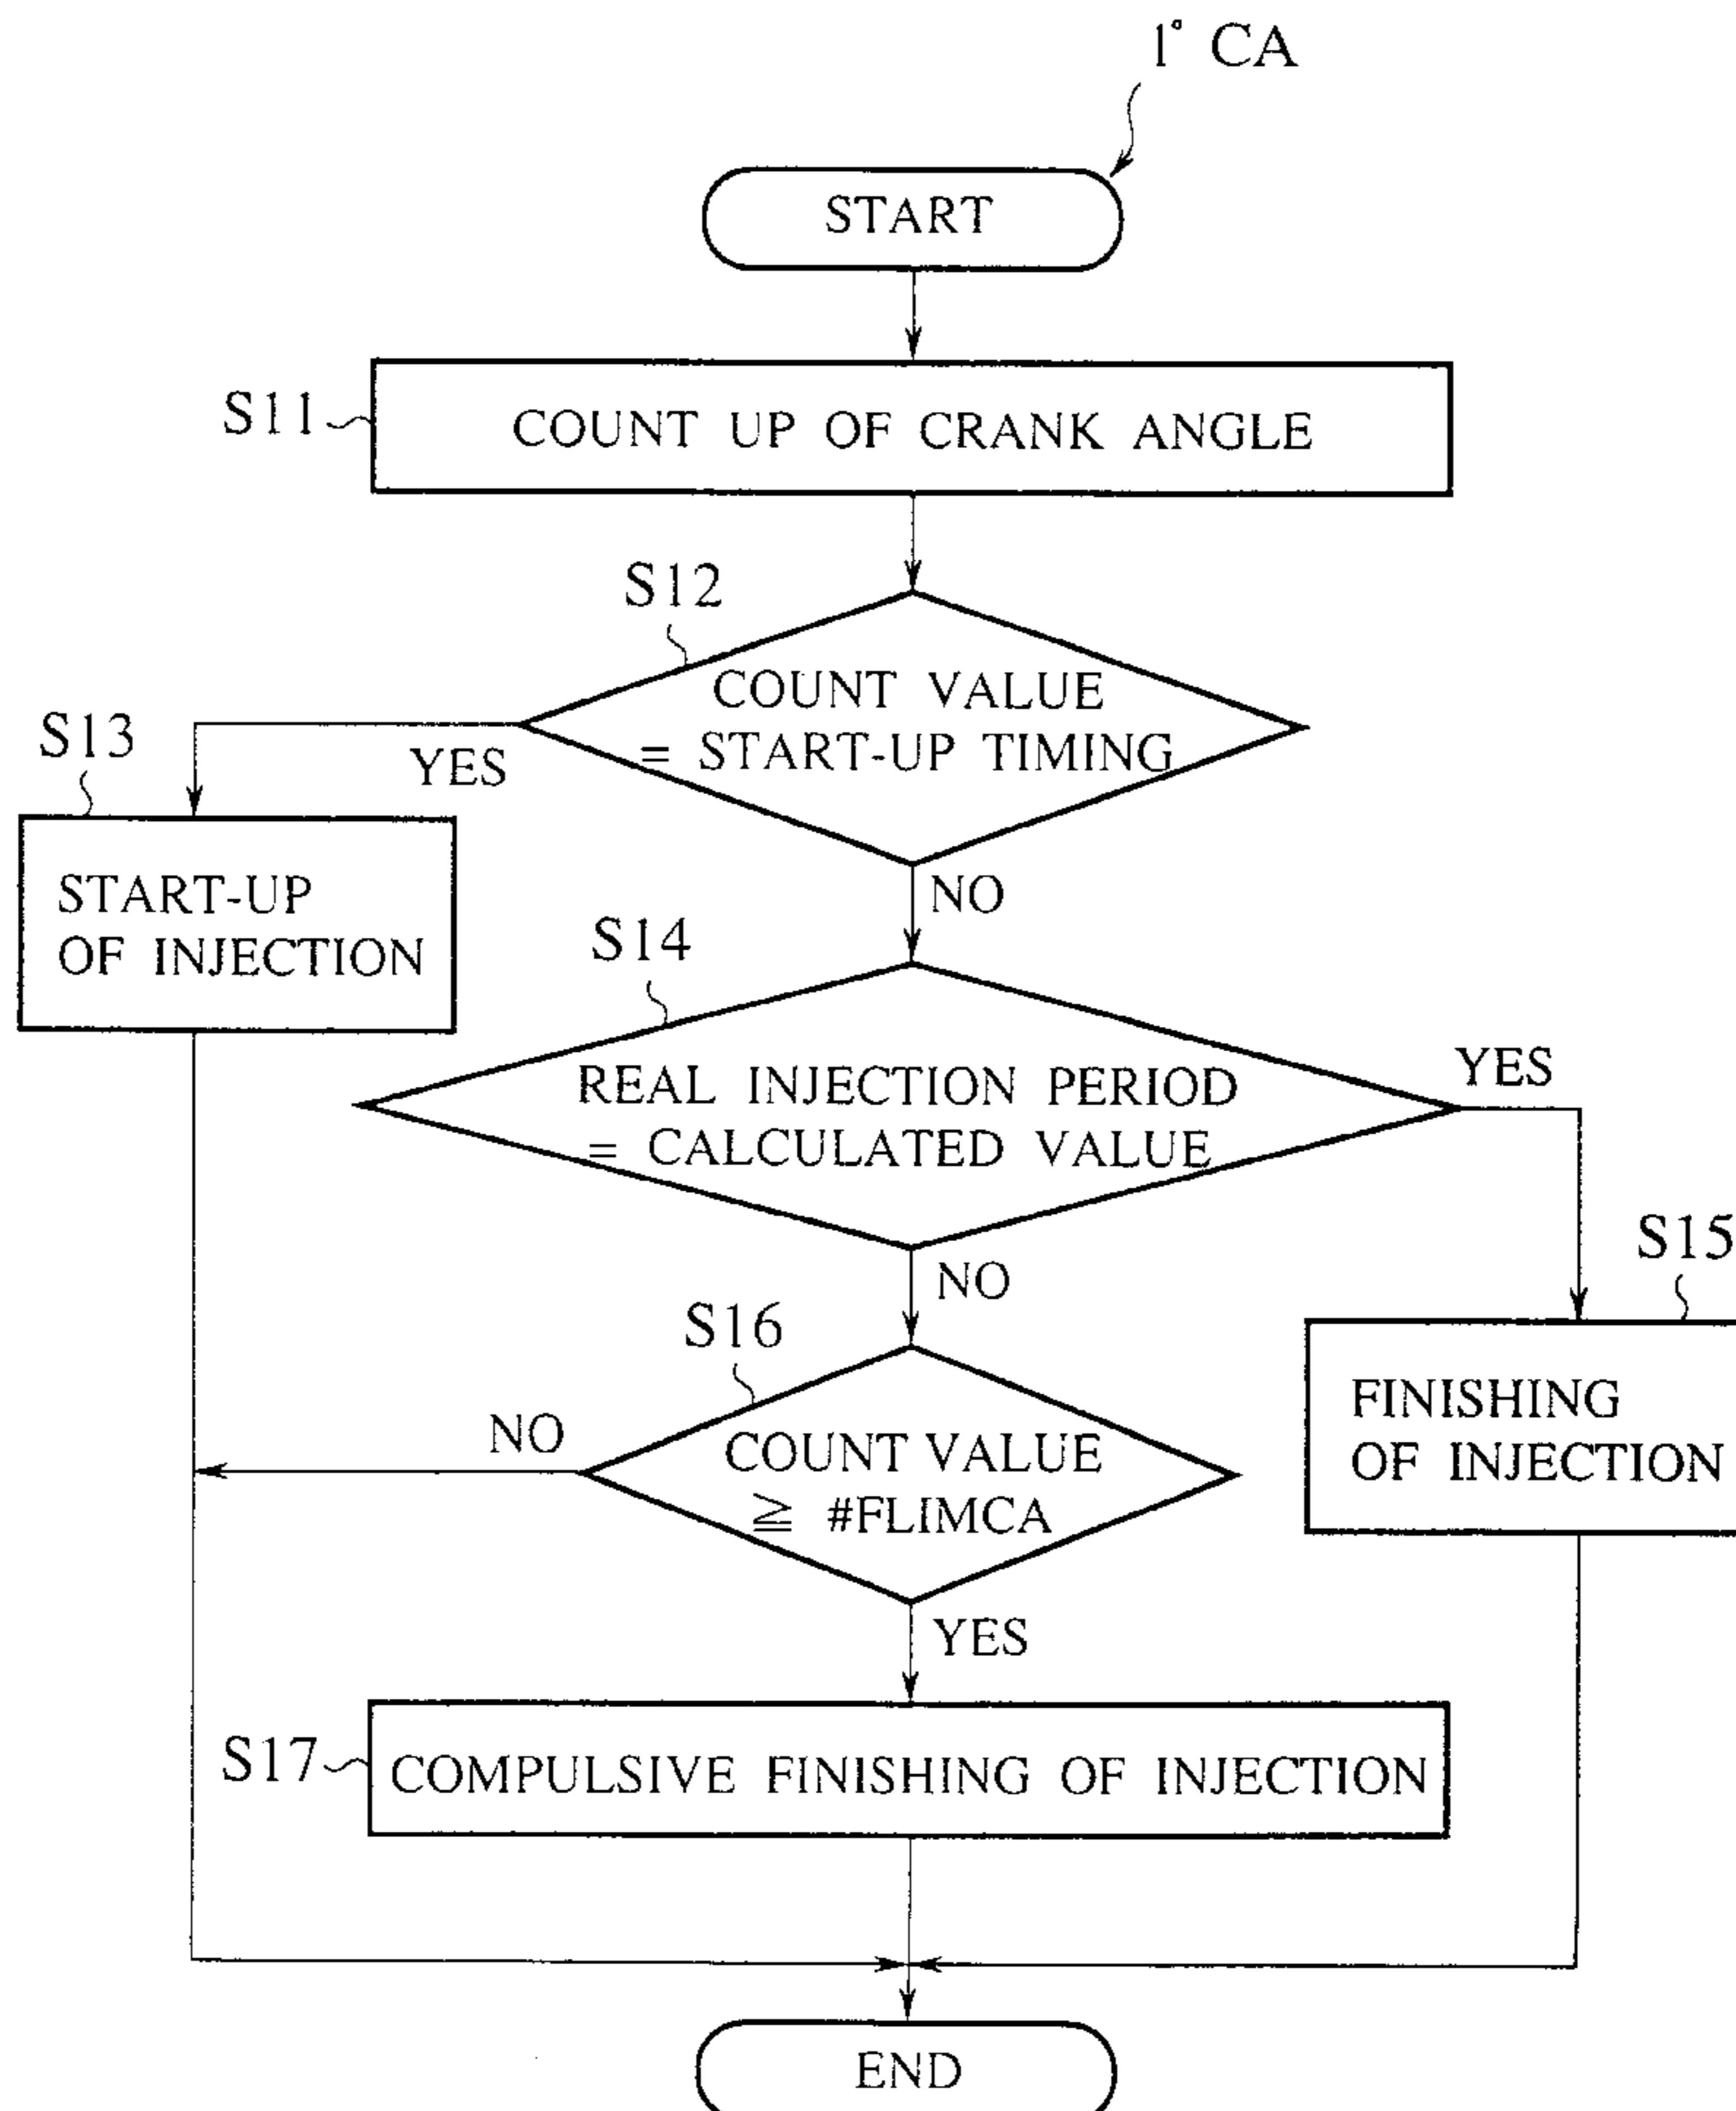 1° CA
START
S11
COUNT UP OF CRANK ANGLE
S12
COUNT VALUE
= START-UP TIMING
YES
S13
START-UP
OF INJECTION
NO
S14
REAL INJECTION PERIOD
= CALCULATED VALUE
YES
S15
FINISHING
OF INJECTION
NO
S16
COUNT VALUE
≧ #FLIMCA
NO
YES
S17
COMPULSIVE FINISHING OF INJECTION
END